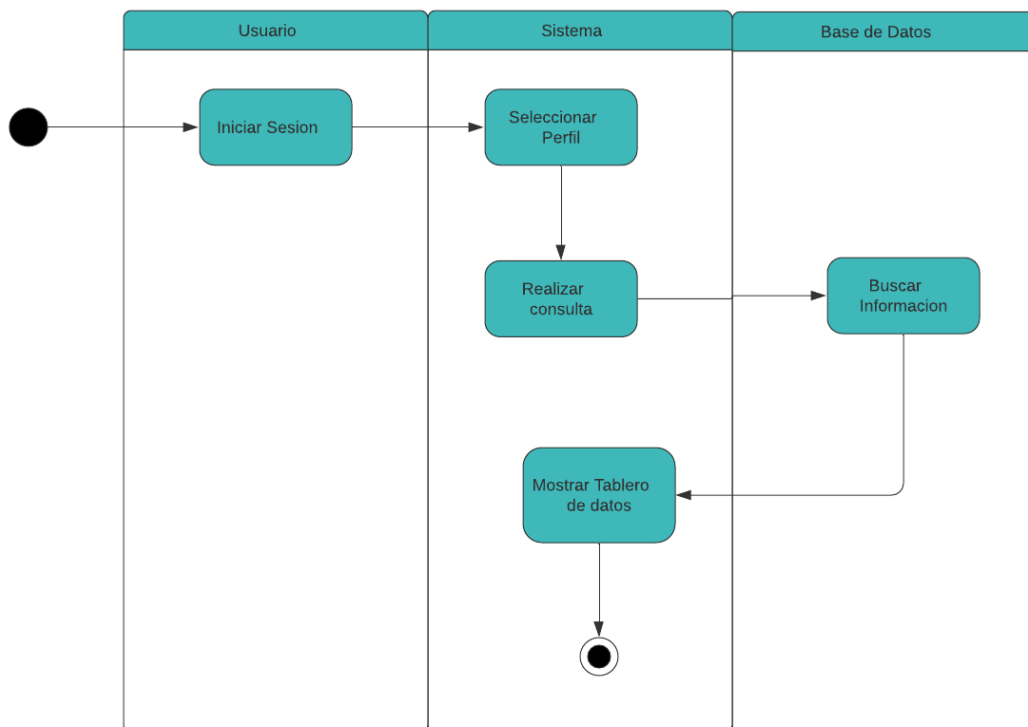 Usuario
Sistema
Base de Datos
Iniciar Sesion
Seleccionar
Perfil
Realizar
consulta
Buscar
Informacion
Mostrar Tablero
de datos